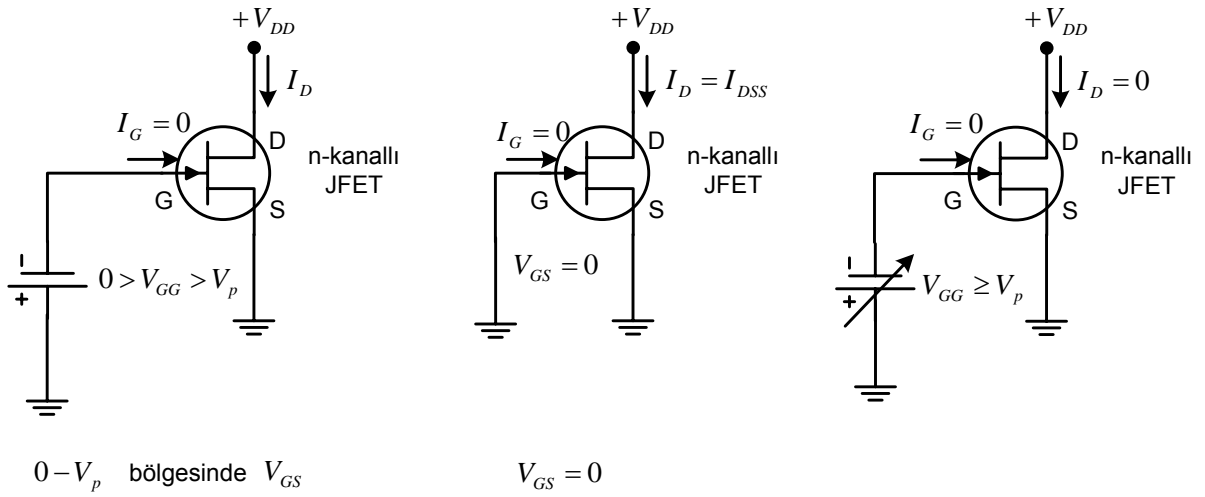 +V_DD
I_D
I_G = 0
D
n-kanallı
JFET
G
S
-
0 > V_GG > V_p
+
+V_DD
I_D = I_DSS
I_G = 0
D
n-kanallı
JFET
G
S
V_GS = 0
+V_DD
I_D = 0
I_G = 0
D
n-kanallı
JFET
G
S
-
V_GG ≥ V_p
+
0 – V_p bölgesinde V_GS
V_GS = 0